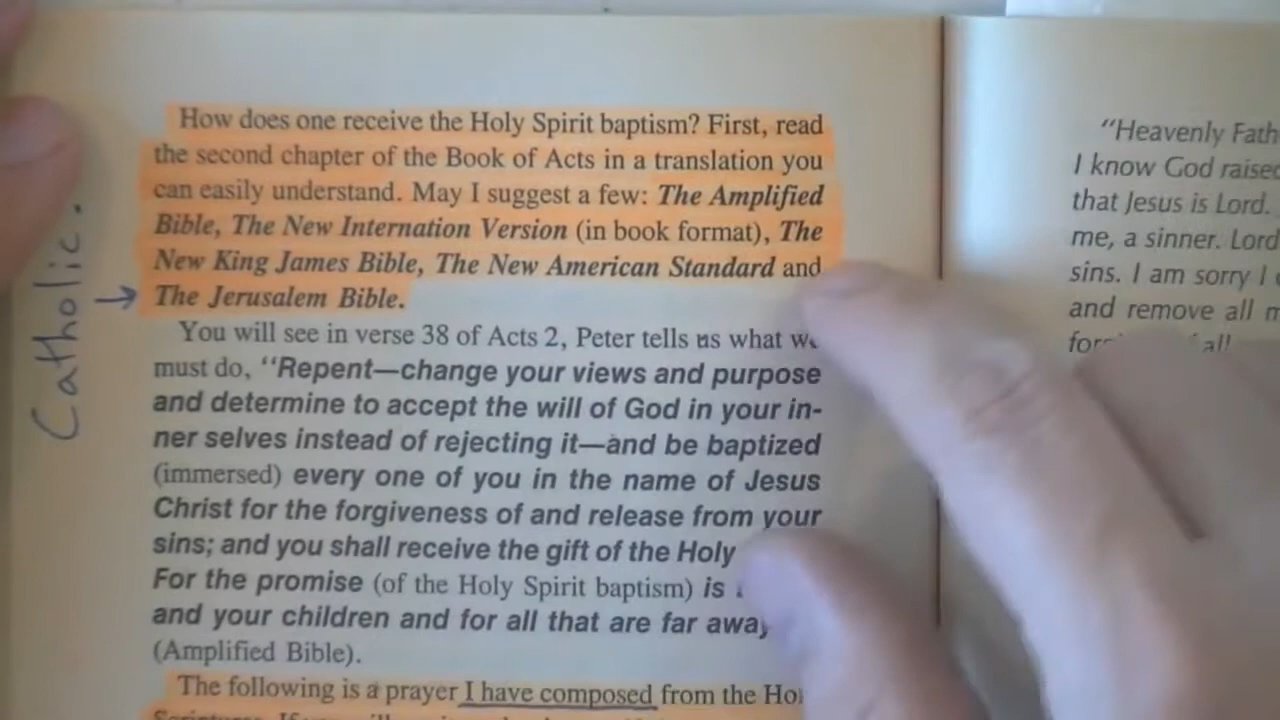 How does one receive the Holy Spirit baptism? First, read
the second chapter of the Book of Acts in a translation you
can easily understand. May I suggest a few: The Amplified
Bible, The New Internation Version (in book format), The
New King James Bible, The New American Standard and
The Jerusalem Bible.
You will see in verse 38 of Acts 2, Peter tells us what
must do, “Repent—change your views and purpose
and determine to accept the will of God in your in-
ner selves instead of rejecting it—and be baptized
(immersed) every one of you in the name of Jesus
Christ for the forgiveness of and release from your
sins; and you shall receive the gift of the Holy
For the promise (of the Holy Spirit baptism) is
and your children and for all that are far away
(Amplified Bible).
The following is a prayer I have composed from the
Catholic. →
“Heavenly
I know God raised
that Jesus is Lord.
me, a sinner. Lord
sins. I am sorry I
and remove all